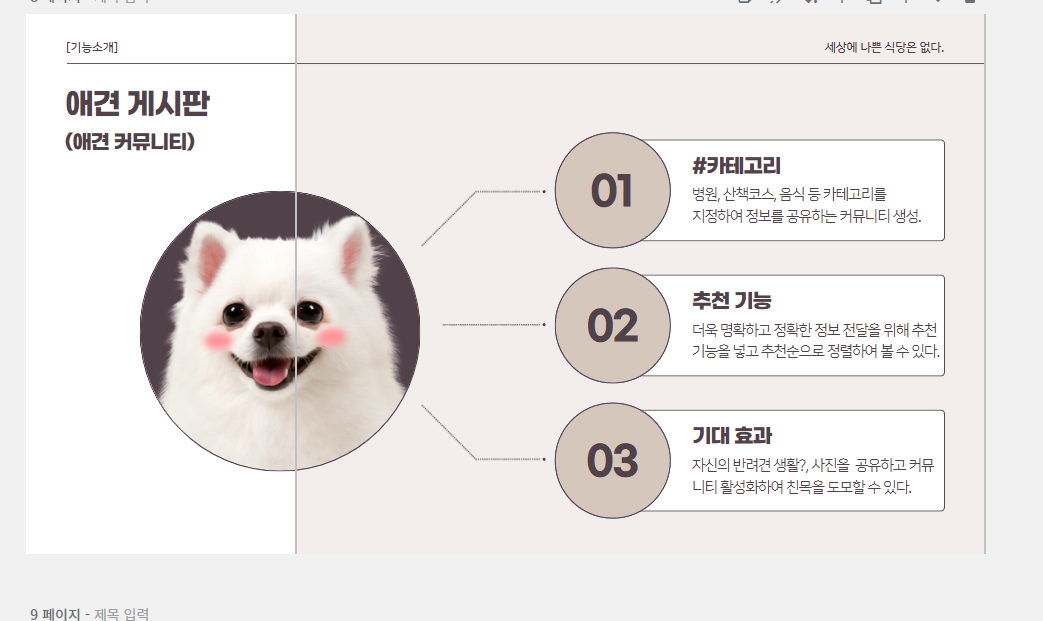 [기능소개]
세상에 나쁜 식당은 없다.
애견 게시판
(애견 커뮤니티)
01
#카테고리
병원, 산책코스, 음식 등 카테고리를
지정하여 정보를 공유하는 커뮤니티 생성.
02
추천 기능
더욱 명확하고 정확한 정보 전달을 위해 추천
기능을 넣고 추천순으로 정렬하여 볼 수 있다.
03
기대 효과
자신의 반려견 생활?, 사진을 공유하고 커뮤
니티 활성화하여 친목을 도모할 수 있다.
9 페이지 - 제목 입력